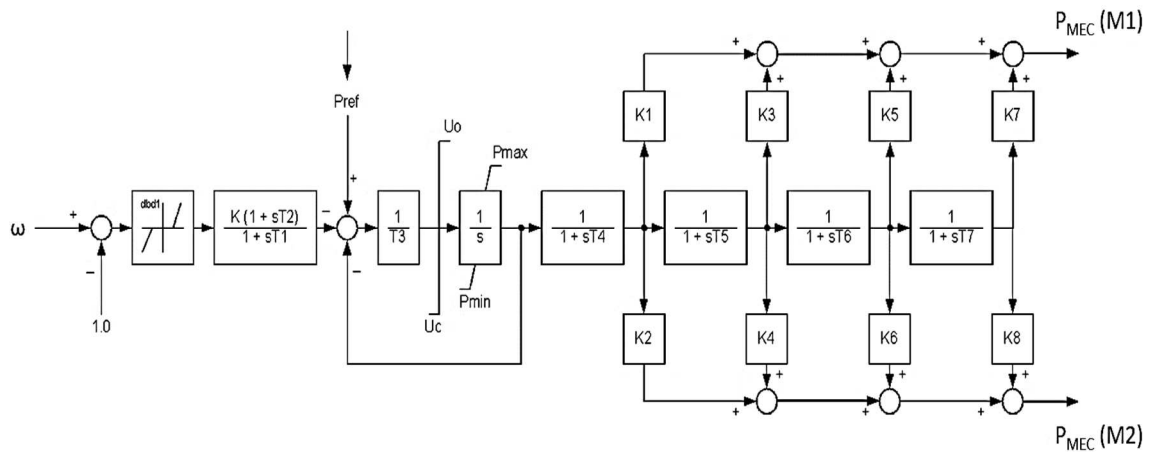 P_MEC (M1)
Pref
Uo
Pmax
K1
K3
K5
K7
dbd1
ω
+
−
K (1 + sT2)
1 + sT1
−
+
−
1
T3
1
s
1
1 + sT4
1
1 + sT5
1
1 + sT6
1
1 + sT7
Pmin
Uc
1.0
K2
K4
K6
K8
+
+
+
+
+
+
+
+
+
+
+
+
P_MEC (M2)